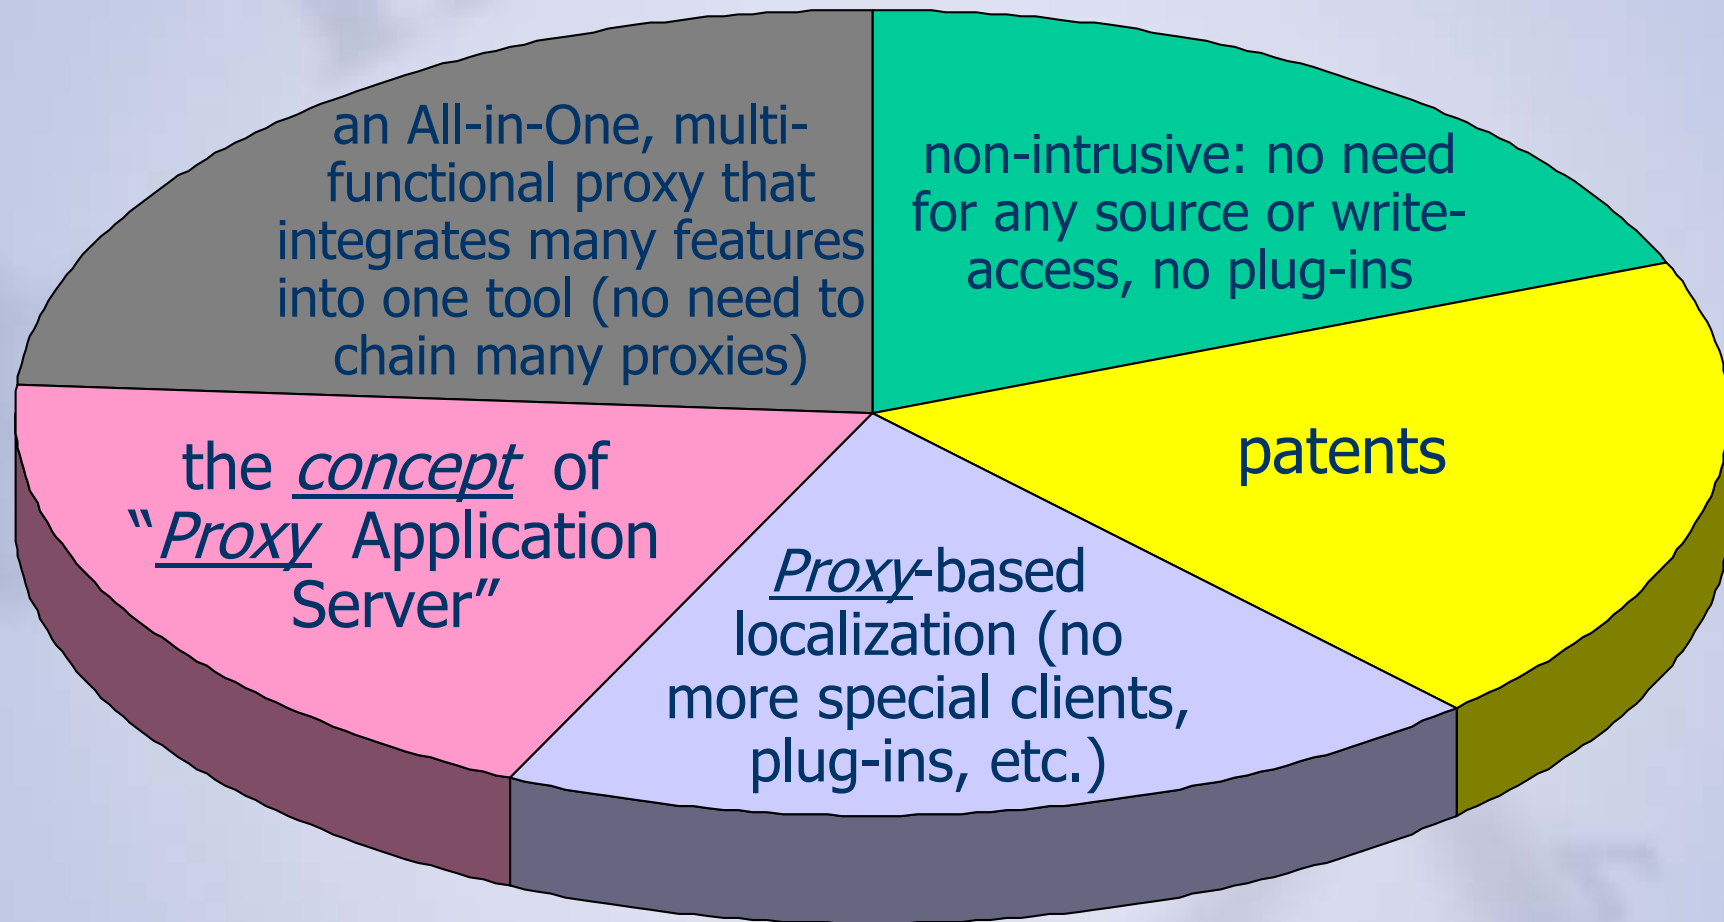 an All-in-One, multi-
functional proxy that
integrates many features
into one tool (no need to
chain many proxies)
non-intrusive: no need
for any source or write-
access, no plug-ins
patents
the concept of
“Proxy Application
Server”
Proxy-based
localization (no
more special clients,
plug-ins, etc.)